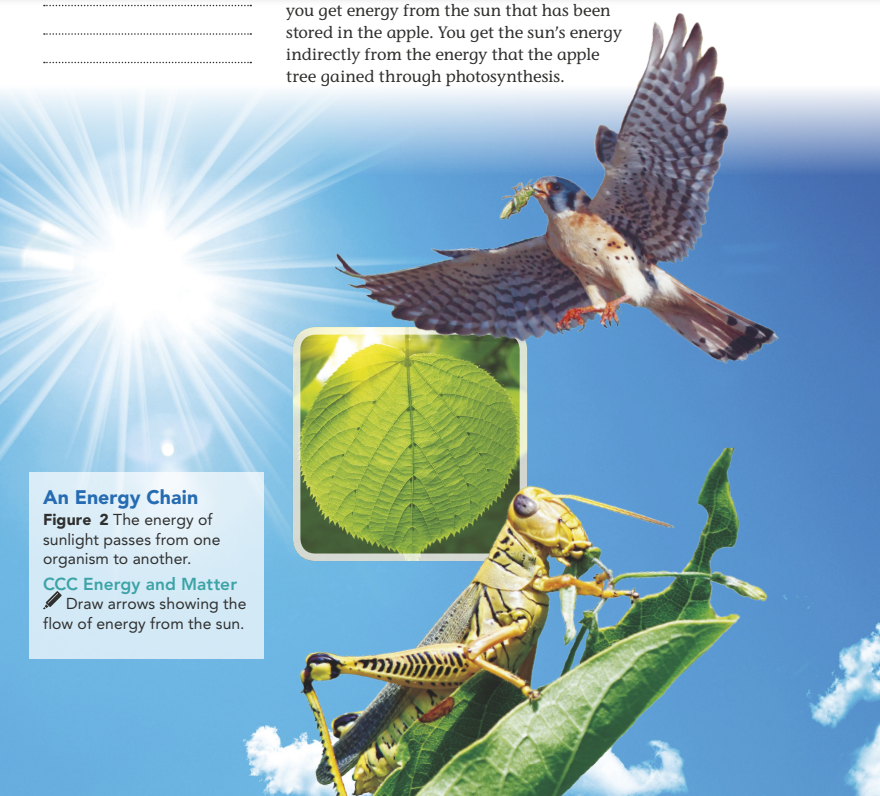 you get energy from the sun that has been
stored in the apple. You get the sun’s energy
indirectly from the energy that the apple
tree gained through photosynthesis.
An Energy Chain
Figure 2 The energy of
sunlight passes from one
organism to another.
CCC Energy and Matter
Draw arrows showing the
flow of energy from the sun.